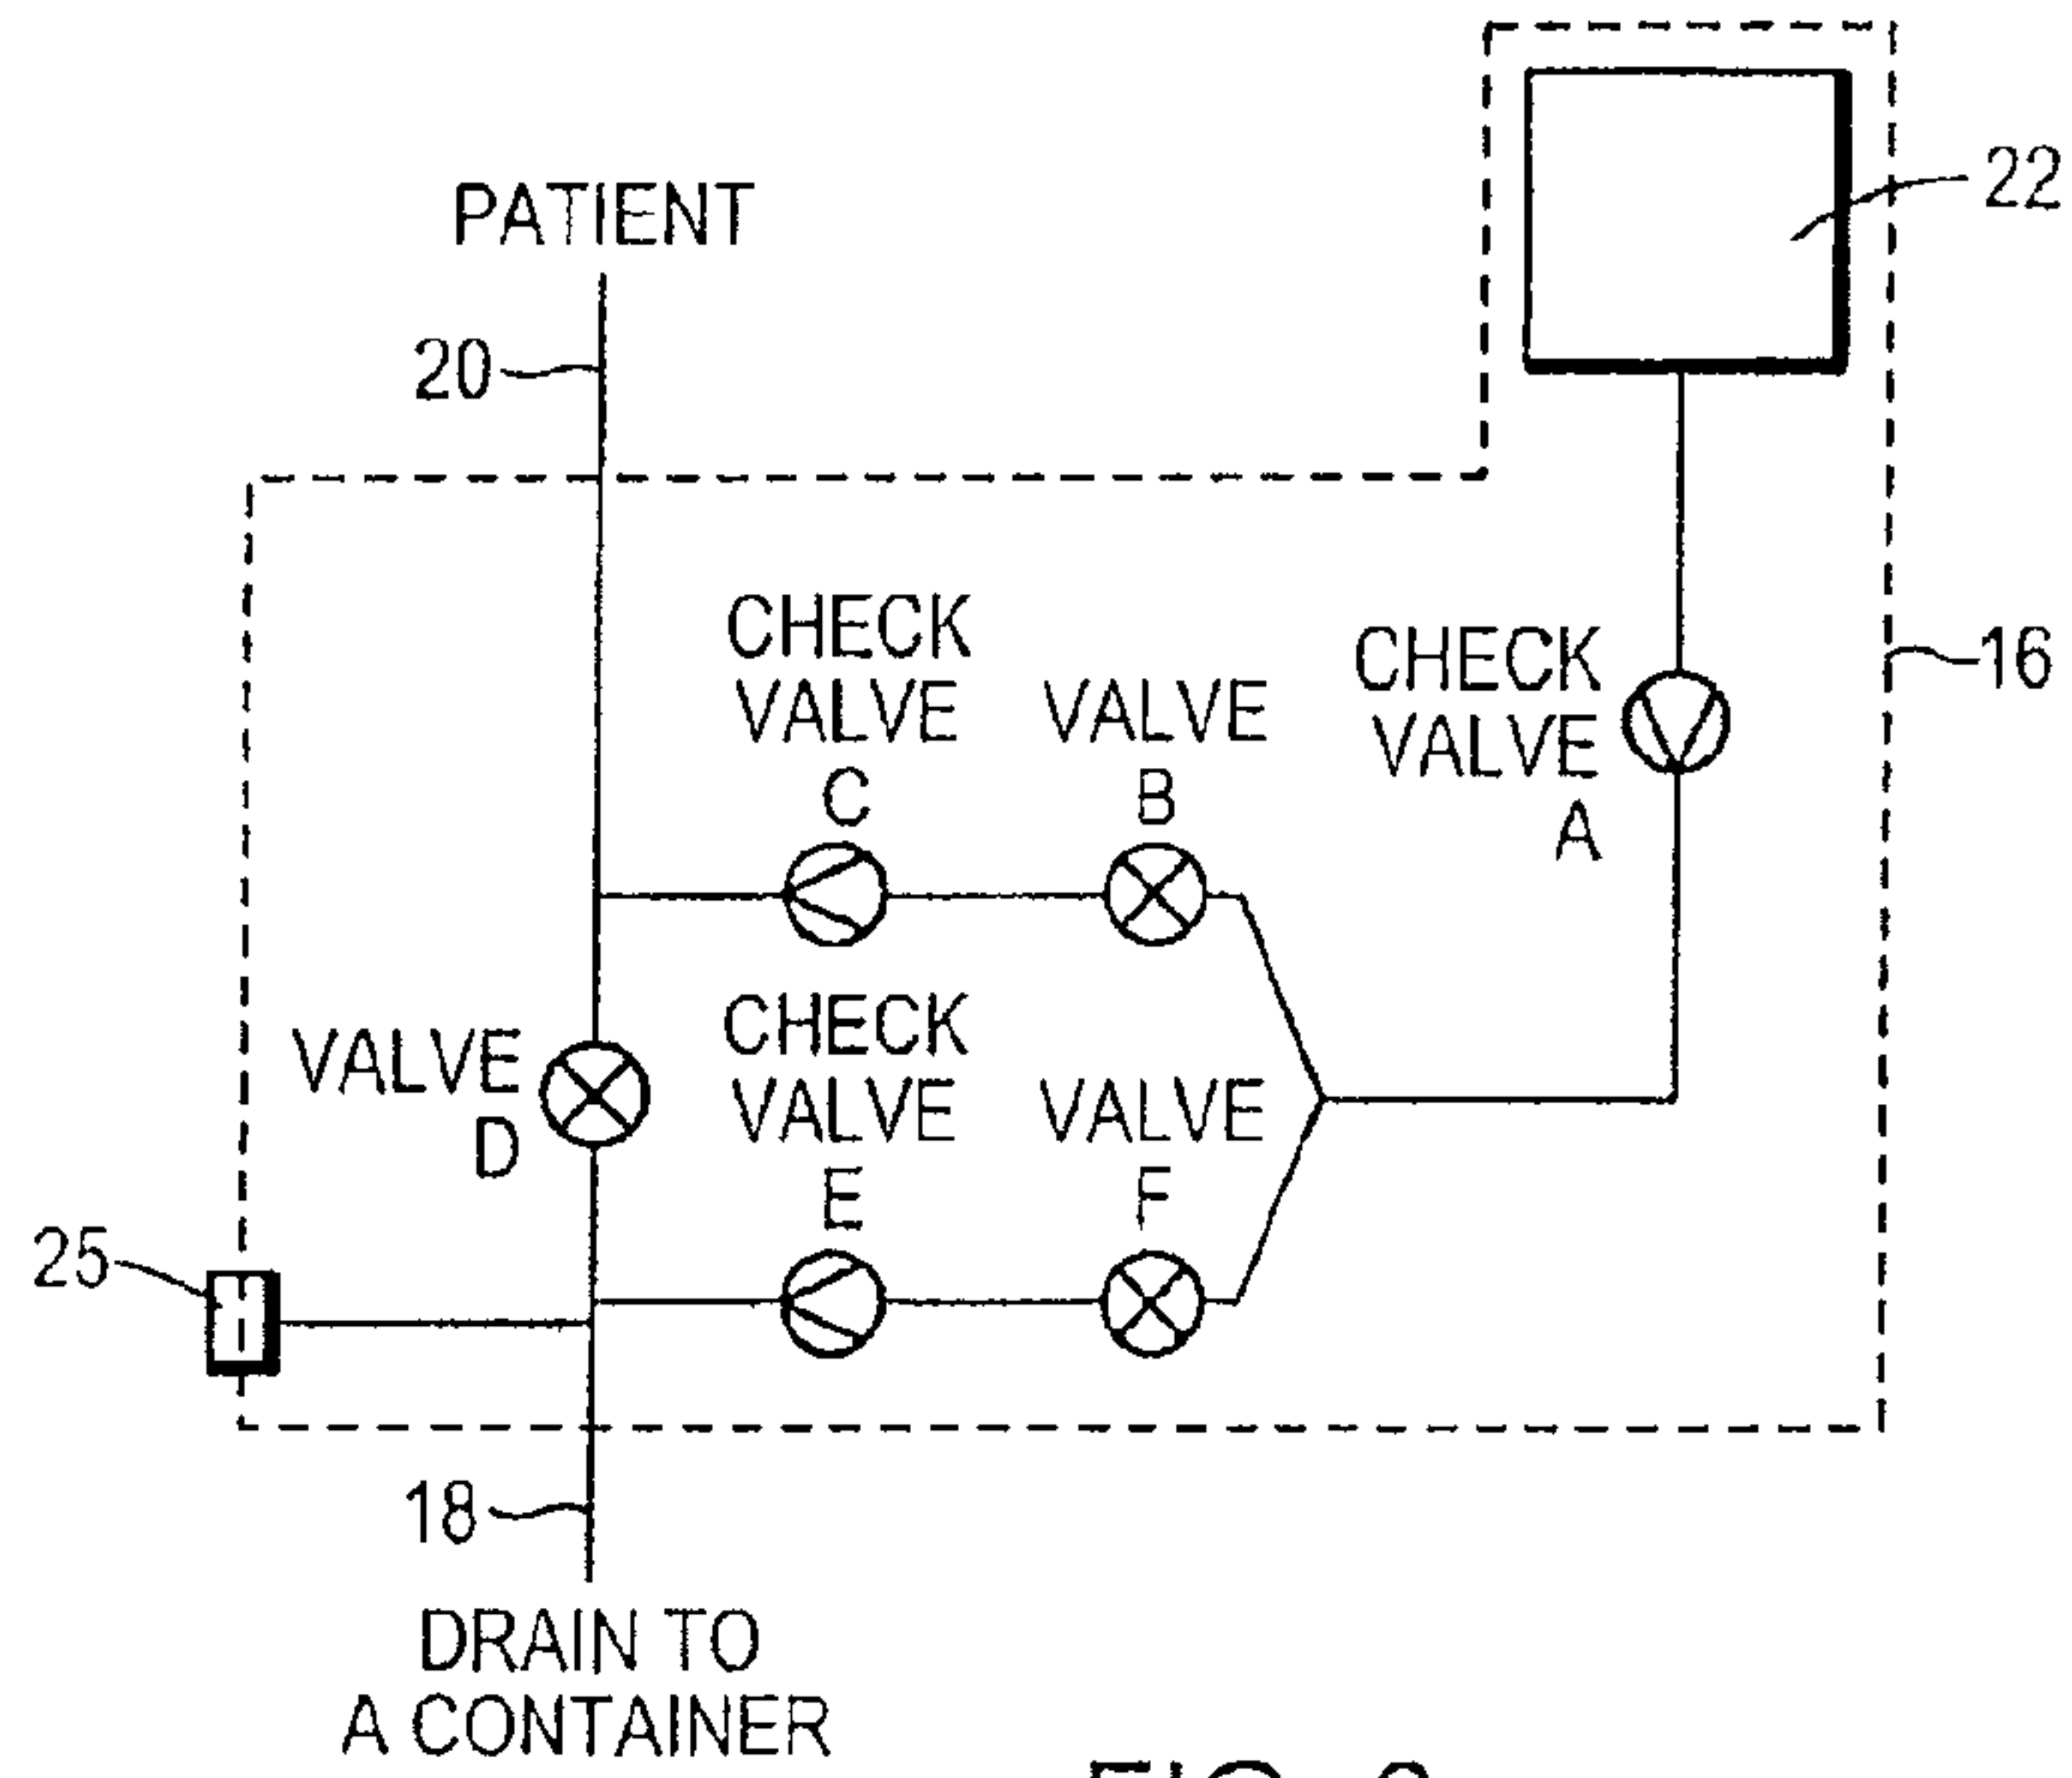 22
PATIENT
20
CHECK
VALVE
C
VALVE
B
CHECK
VALVE
A
16
VALVE
D
CHECK
VALVE
E
VALVE
F
25
18
DRAIN TO
A CONTAINER